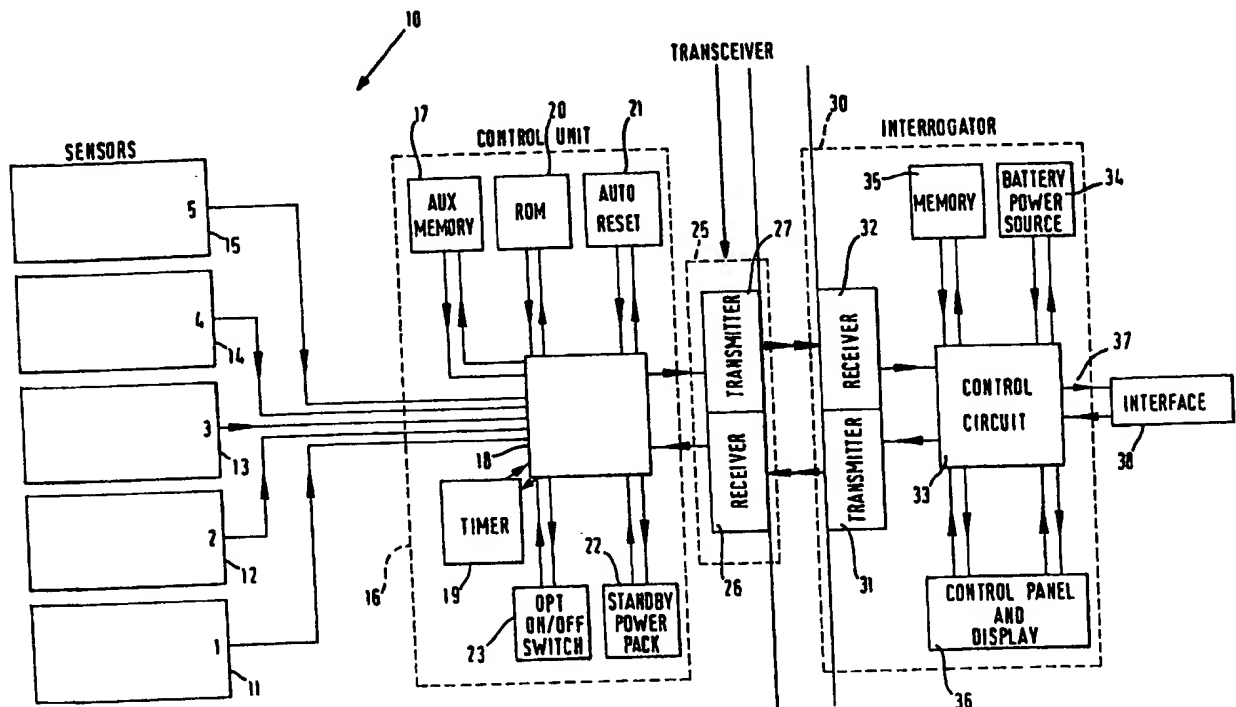 10
TRANSCEIVER
SENSORS
CONTROL UNIT
INTERROGATOR
17
20
21
30
35
34
AUX
MEMORY
ROM
AUTO
RESET
MEMORY
BATTERY
POWER
SOURCE
5
15
25
27
32
4
14
TRANSMITTER
RECEIVER
37
3
13
18
CONTROL
CIRCUIT
INTERFACE
38
RECEIVER
TRANSMITTER
33
2
12
TIMER
19
16
22
26
31
1
11
23
OPT
ON/OFF
SWITCH
STANDBY
POWER
PACK
CONTROL PANEL
AND
DISPLAY
36